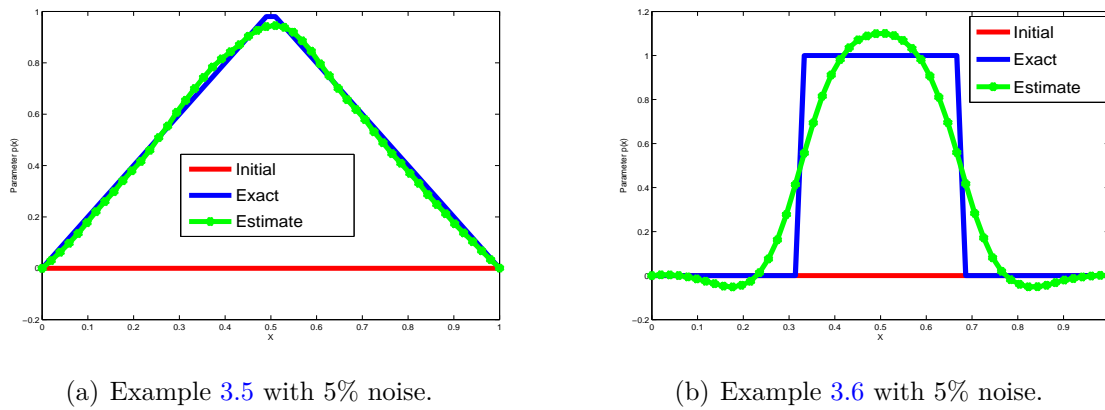 1
0.8
0.6
0.4
0.2
0
−0.2
Parameter p(x)
Initial
Exact
Estimate
0 0.1 0.2 0.3 0.4 0.5 0.6 0.7 0.8 0.9 1
X
(a) Example 3.5 with 5% noise.
1.2
1
0.8
0.6
0.4
0.2
0
−0.2
Parameter p(x)
Initial
Exact
Estimate
0 0.1 0.2 0.3 0.4 0.5 0.6 0.7 0.8 0.9
X
(b) Example 3.6 with 5% noise.